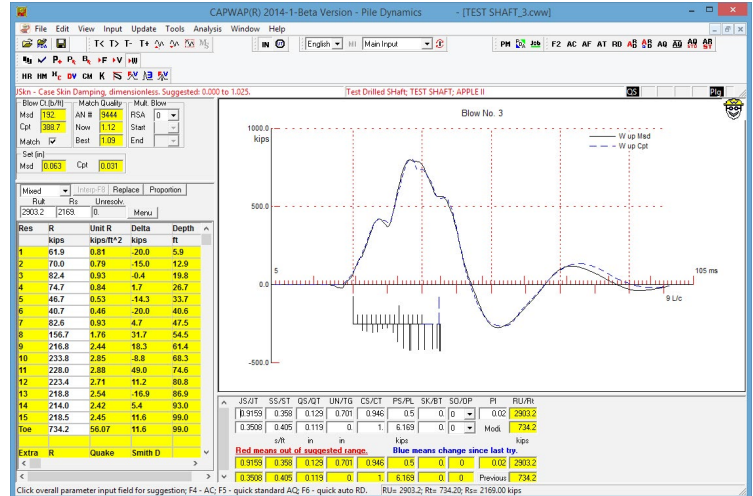 CAPWAP(R) 2014-1-Beta Version - Pile Dynamics - [TEST SHAFT_3.cww]
File Edit View Input Update Tools Analysis Window Help
T< T> T- T+ M5 IN English MI Main Input PM F2 AC AF AT RD AB AB AQ AQ
P+ PK BK ›F ›V
HR HM HC DV CM K
JSkn - Case Skin Damping, dimensionless. Suggested: 0.000 to 1.025. Test Drilled SHaft; TEST SHAFT; APPLE II QS Plg
Blow Ct.(b/ft) Match Quality Mult. Blow
Msd 192 AN # 9444 RSA 0
Cpt 388.7 Now 1.12 Start
Match Best 1.09 End
Set (in)
Msd 0.063 Cpt 0.031
Mixed Interp-F8 Replace Proportion
Rult Rs Unresolv.
2903.2 2169. 0. Menu
Res R Unit R Delta Depth
kips kips/ft^2 kips ft
1 61.9 0.81 -20.0 5.9
2 70.0 0.79 -15.0 12.9
3 82.4 0.93 -0.4 19.8
4 74.7 0.84 1.7 26.7
5 46.7 0.53 -14.3 33.7
6 40.7 0.46 -20.0 40.6
7 82.6 0.93 4.7 47.5
8 156.7 1.76 31.7 54.5
9 216.8 2.44 18.3 61.4
10 233.8 2.85 -8.8 68.3
11 228.0 2.88 49.0 74.6
12 223.4 2.71 11.2 80.8
13 218.8 2.54 -16.9 86.9
14 214.0 2.42 5.4 93.0
15 218.5 2.45 11.6 99.0
Toe 734.2 56.07 11.6 99.0
Extra R Quake Smith D
Blow No. 3
1000.0
kips
W up Msd
W up Cpt
500.0
5
105 ms
0.0
9 L/c
-500.0
JS/JT SS/ST QS/QT UN/TG CS/CT PS/PL SK/BT SO/OP PI RU/Rt
0.9159 0.358 0.129 0.701 0.946 0.5 0. 0 0.02 2903.2
0.3508 0.405 0.119 0. 1. 6.169 0. 0 Modi. 734.2
s/ft in in kips kips
Red means out of suggested range. Blue means change since last try.
0.9159 0.358 0.129 0.701 0.946 0.5 0. 0 0.02 2903.2
0.3508 0.405 0.119 0. 1. 6.169 0. 0 Previous 734.2
Click overall parameter input field for suggestion; F4 - AC; F5 - quick standard AQ; F6 - quick auto RD. RU= 2903.2; Rt= 734.20; Rs= 2169.00 kips